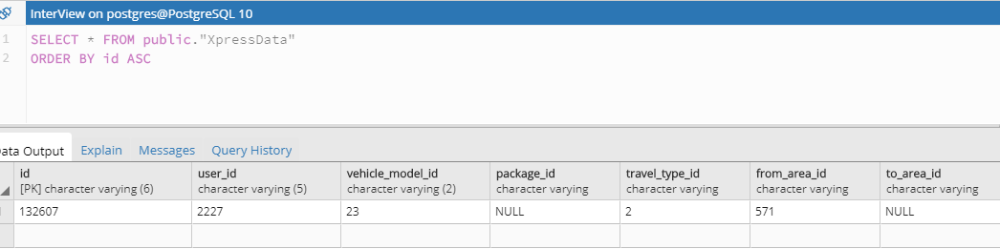 InterView on postgres@PostgreSQL 10
1 SELECT * FROM public."XpressData"
2 ORDER BY id ASC
Data Output Explain Messages Query History
id user_id vehicle_model_id package_id travel_type_id from_area_id to_area_id
[PK] character varying (6) character varying (5) character varying (2) character varying character varying character varying character varying
132607 2227 23 NULL 2 571 NULL